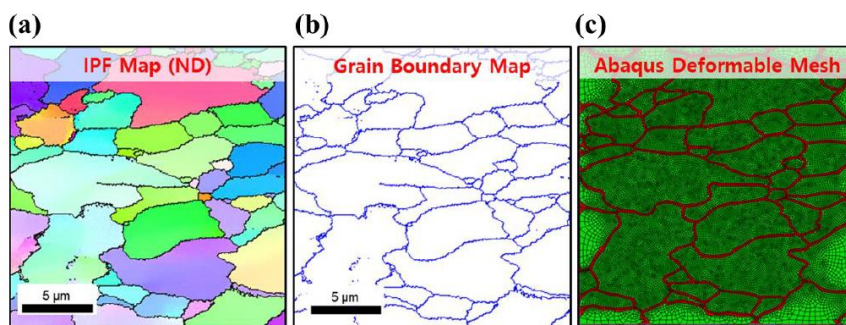 (a)
(b)
(c)
IPF Map (ND)
Grain Boundary Map
Abaqus Deformable Mesh
5 µm
5 µm